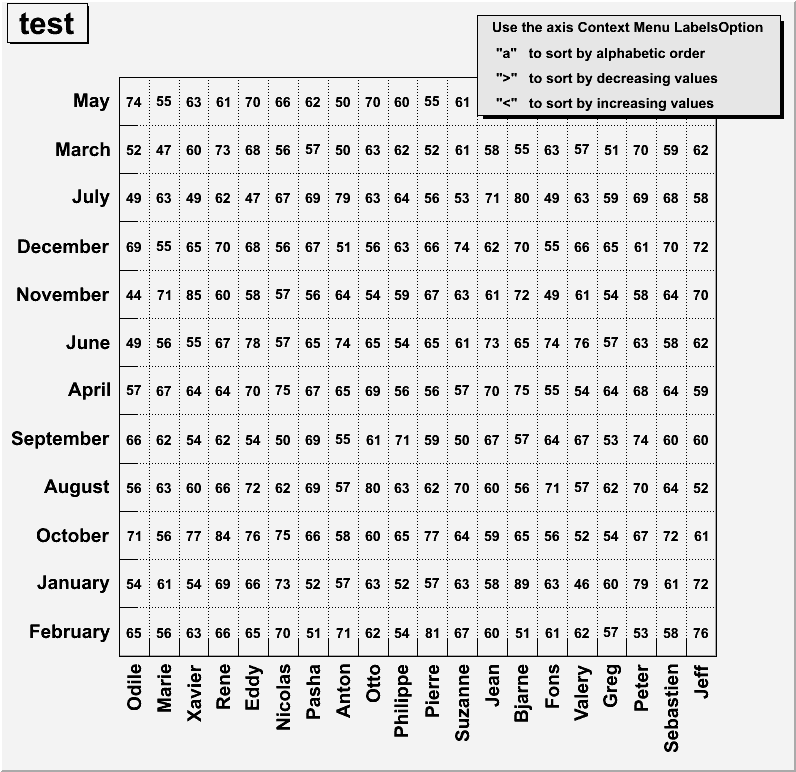 test
Use the axis Context Menu LabelsOption
"a" to sort by alphabetic order
">" to sort by decreasing values
"<" to sort by increasing values
May 74 55 63 61 70 66 62 50 70 60 55 61
March 52 47 60 73 68 56 57 50 63 62 52 61 58 55 63 57 51 70 59 62
July 49 63 49 62 47 67 69 79 63 64 56 53 71 80 49 63 59 69 68 58
December 69 55 65 70 68 56 67 51 56 63 66 74 62 70 55 66 65 61 70 72
November 44 71 85 60 58 57 56 64 54 59 67 63 61 72 49 61 54 58 64 70
June 49 56 55 67 78 57 65 74 65 54 65 61 73 65 74 76 57 63 58 62
April 57 67 64 64 70 75 67 65 69 56 56 57 70 75 55 54 64 68 64 59
September 66 62 54 62 54 50 69 55 61 71 59 50 67 57 64 67 53 74 60 60
August 56 63 60 66 72 62 69 57 80 63 62 70 60 56 71 57 62 70 64 52
October 71 56 77 84 76 75 66 58 60 65 77 64 59 65 56 52 54 67 72 61
January 54 61 54 69 66 73 52 57 63 52 57 63 58 89 63 46 60 79 61 72
February 65 56 63 66 65 70 51 71 62 54 81 67 60 51 61 62 57 53 58 76
Odile Marie Xavier Rene Eddy Nicolas Pasha Anton Otto Philippe Pierre Suzanne Jean Bjarne Fons Valery Greg Peter Sebastien Jeff